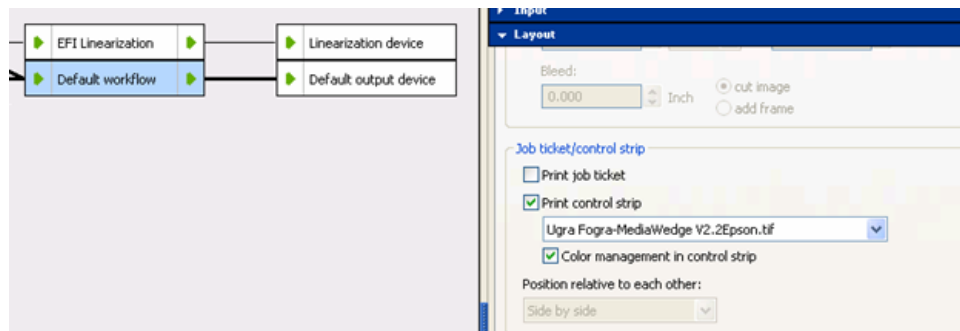 Input
Layout
EFI Linearization
Linearization device
Default workflow
Default output device
Bleed:
0.000
Inch
cut image
add frame
Job ticket/control strip
Print job ticket
Print control strip
Ugra Fogra-MediaWedge V2.2Epson.tif
Color management in control strip
Position relative to each other:
Side by side